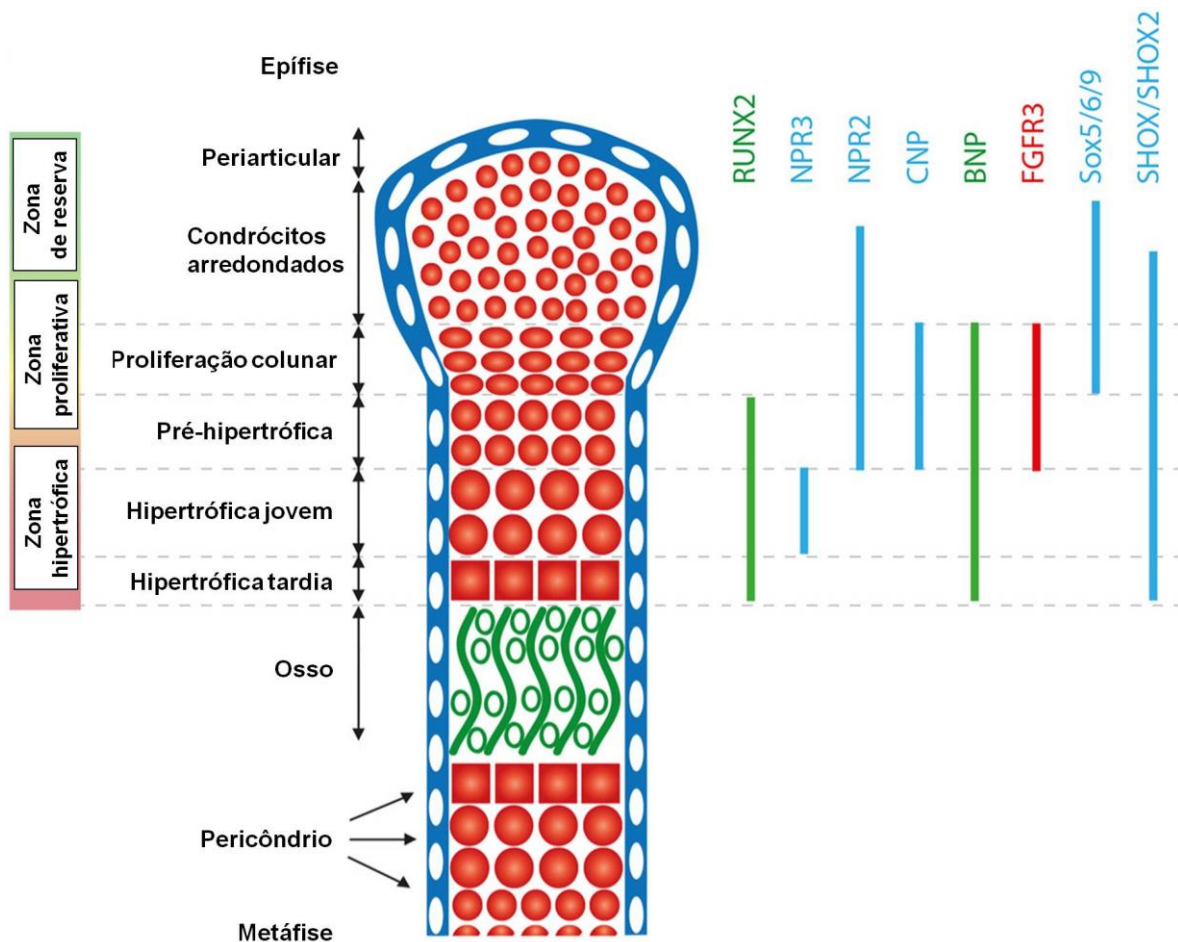 Epífise
Periarticular
Condrócitos
arredondados
Proliferação colunar
Pré-hipertrófica
Hipertrófica jovem
Hipertrófica tardia
Osso
Pericôndrio
Metáfise
Zona
de reserva
Zona
proliferativa
Zona
hipertrófica
RUNX2
NPR3
NPR2
CNP
BNP
FGFR3
Sox5/6/9
SHOX/SHOX2